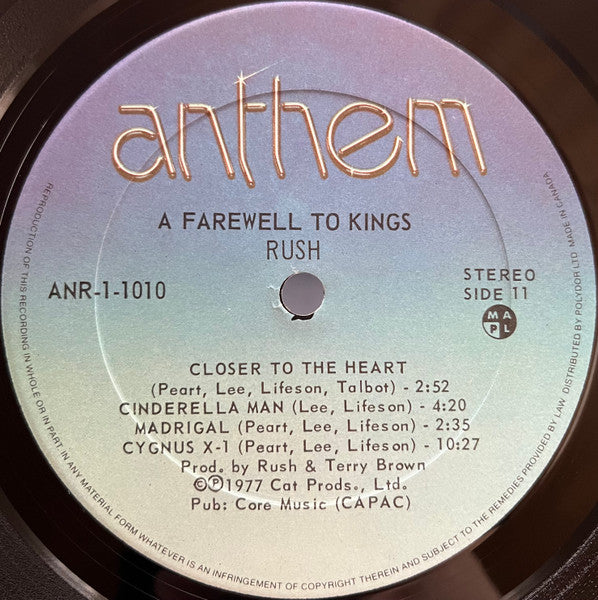 anthem
A FAREWELL TO KINGS
RUSH
ANR-1-1010
STEREO
SIDE 11
M A
P L
CLOSER TO THE HEART
(Peart, Lee, Lifeson, Talbot) - 2:52
CINDERELLA MAN (Lee, Lifeson) - 4:20
MADRIGAL (Peart, Lee, Lifeson) - 2:35
CYGNUS X-1 (Peart, Lee, Lifeson) - 10:27
Prod. by Rush & Terry Brown
©℗1977 Cat Prods., Ltd.
Pub: Core Music (CAPAC)
REPRODUCTION OF THIS RECORDING IN WHOLE OR IN PART, IN ANY MATERIAL FORM WHATEVER IS AN INFRINGEMENT OF COPYRIGHT THEREIN AND SUBJECT TO THE REMEDIES PROVIDED BY LAW. DISTRIBUTED BY POLYDOR LTD. MADE IN CANADA